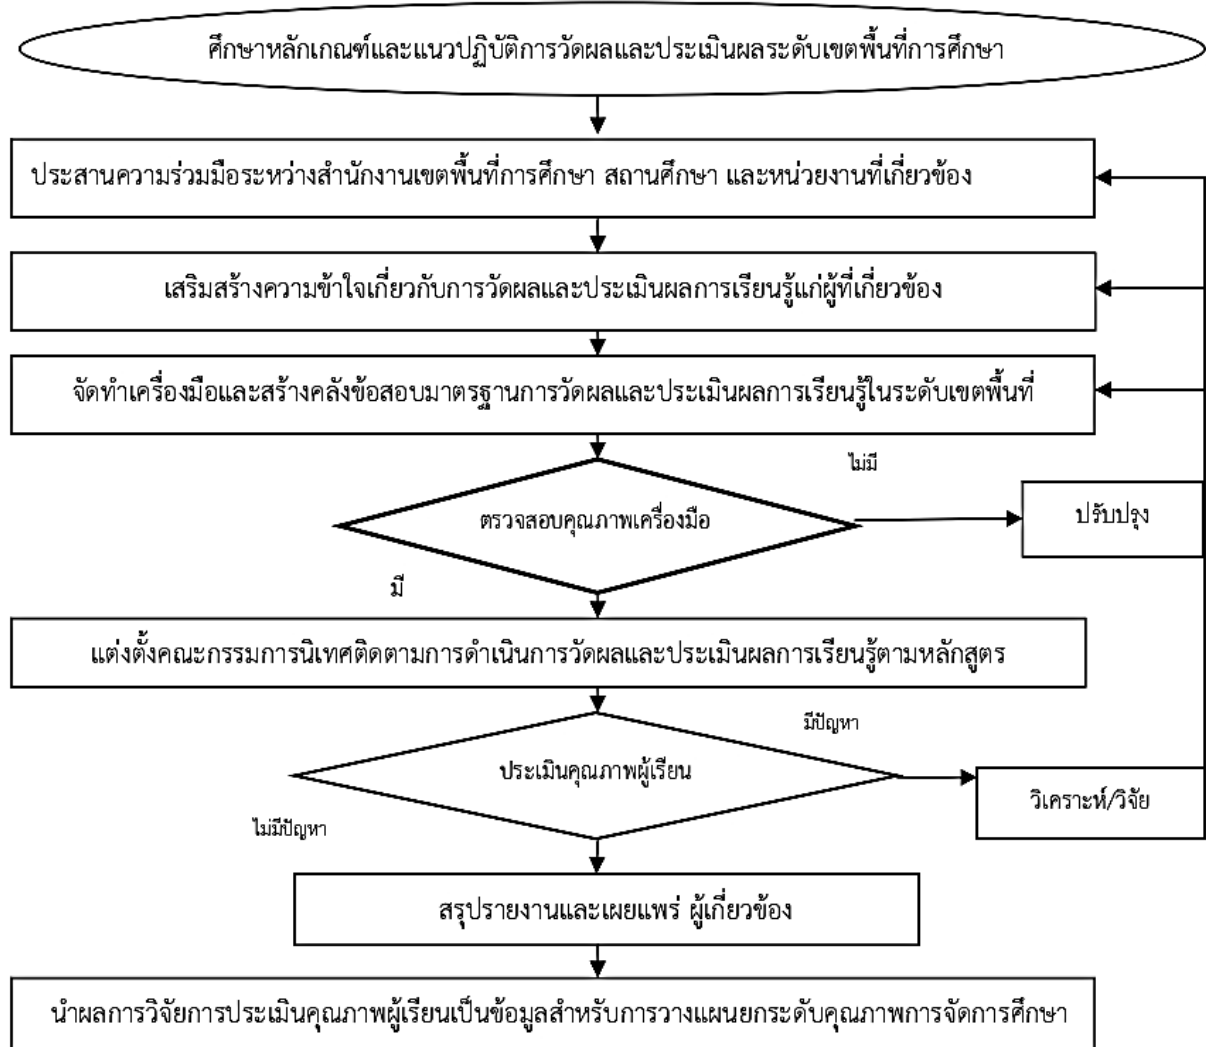 ศึกษาหลักเกณฑ์และแนวปฏิบัติการวัดผลและประเมินผลระดับเขตพื้นที่การศึกษา
ประสานความร่วมมือระหว่างสำนักงานเขตพื้นที่การศึกษา สถานศึกษา และหน่วยงานที่เกี่ยวข้อง
เสริมสร้างความข้าใจเกี่ยวกับการวัดผลและประเมินผลการเรียนรู้แก่ผู้ที่เกี่ยวข้อง
จัดทำเครื่องมือและสร้างคลังข้อสอบมาตรฐานการวัดผลและประเมินผลการเรียนรู้ในระดับเขตพื้นที่
ไม่มี
ตรวจสอบคุณภาพเครื่องมือ
ปรับปรุง
มี
แต่งตั้งคณะกรรมการนิเทศติดตามการดำเนินการวัดผลและประเมินผลการเรียนรู้ตามหลักสูตร
มีปัญหา
ประเมินคุณภาพผู้เรียน
วิเคราะห์/วิจัย
ไม่มีปัญหา
สรุปรายงานและเผยแพร่ ผู้เกี่ยวข้อง
นำผลการวิจัยการประเมินคุณภาพผู้เรียนเป็นข้อมูลสำหรับการวางแผนยกระดับคุณภาพการจัดการศึกษา